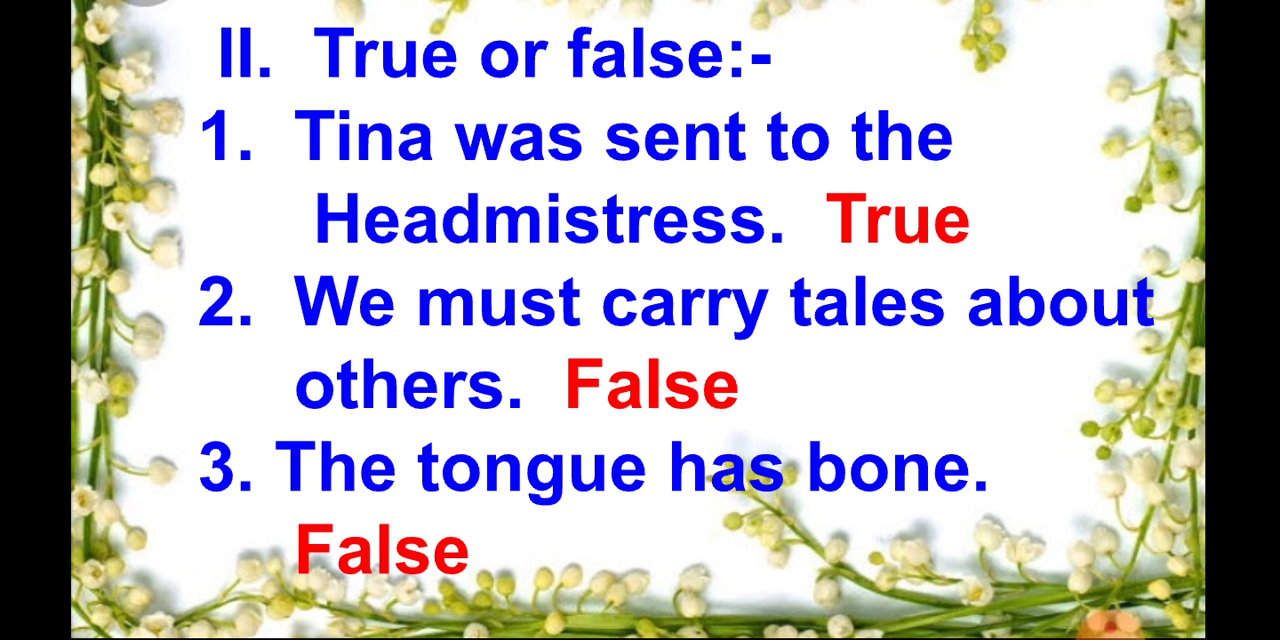 II. True or false:-
1. Tina was sent to the
Headmistress. True
2. We must carry tales about
others. False
3. The tongue has bone.
False